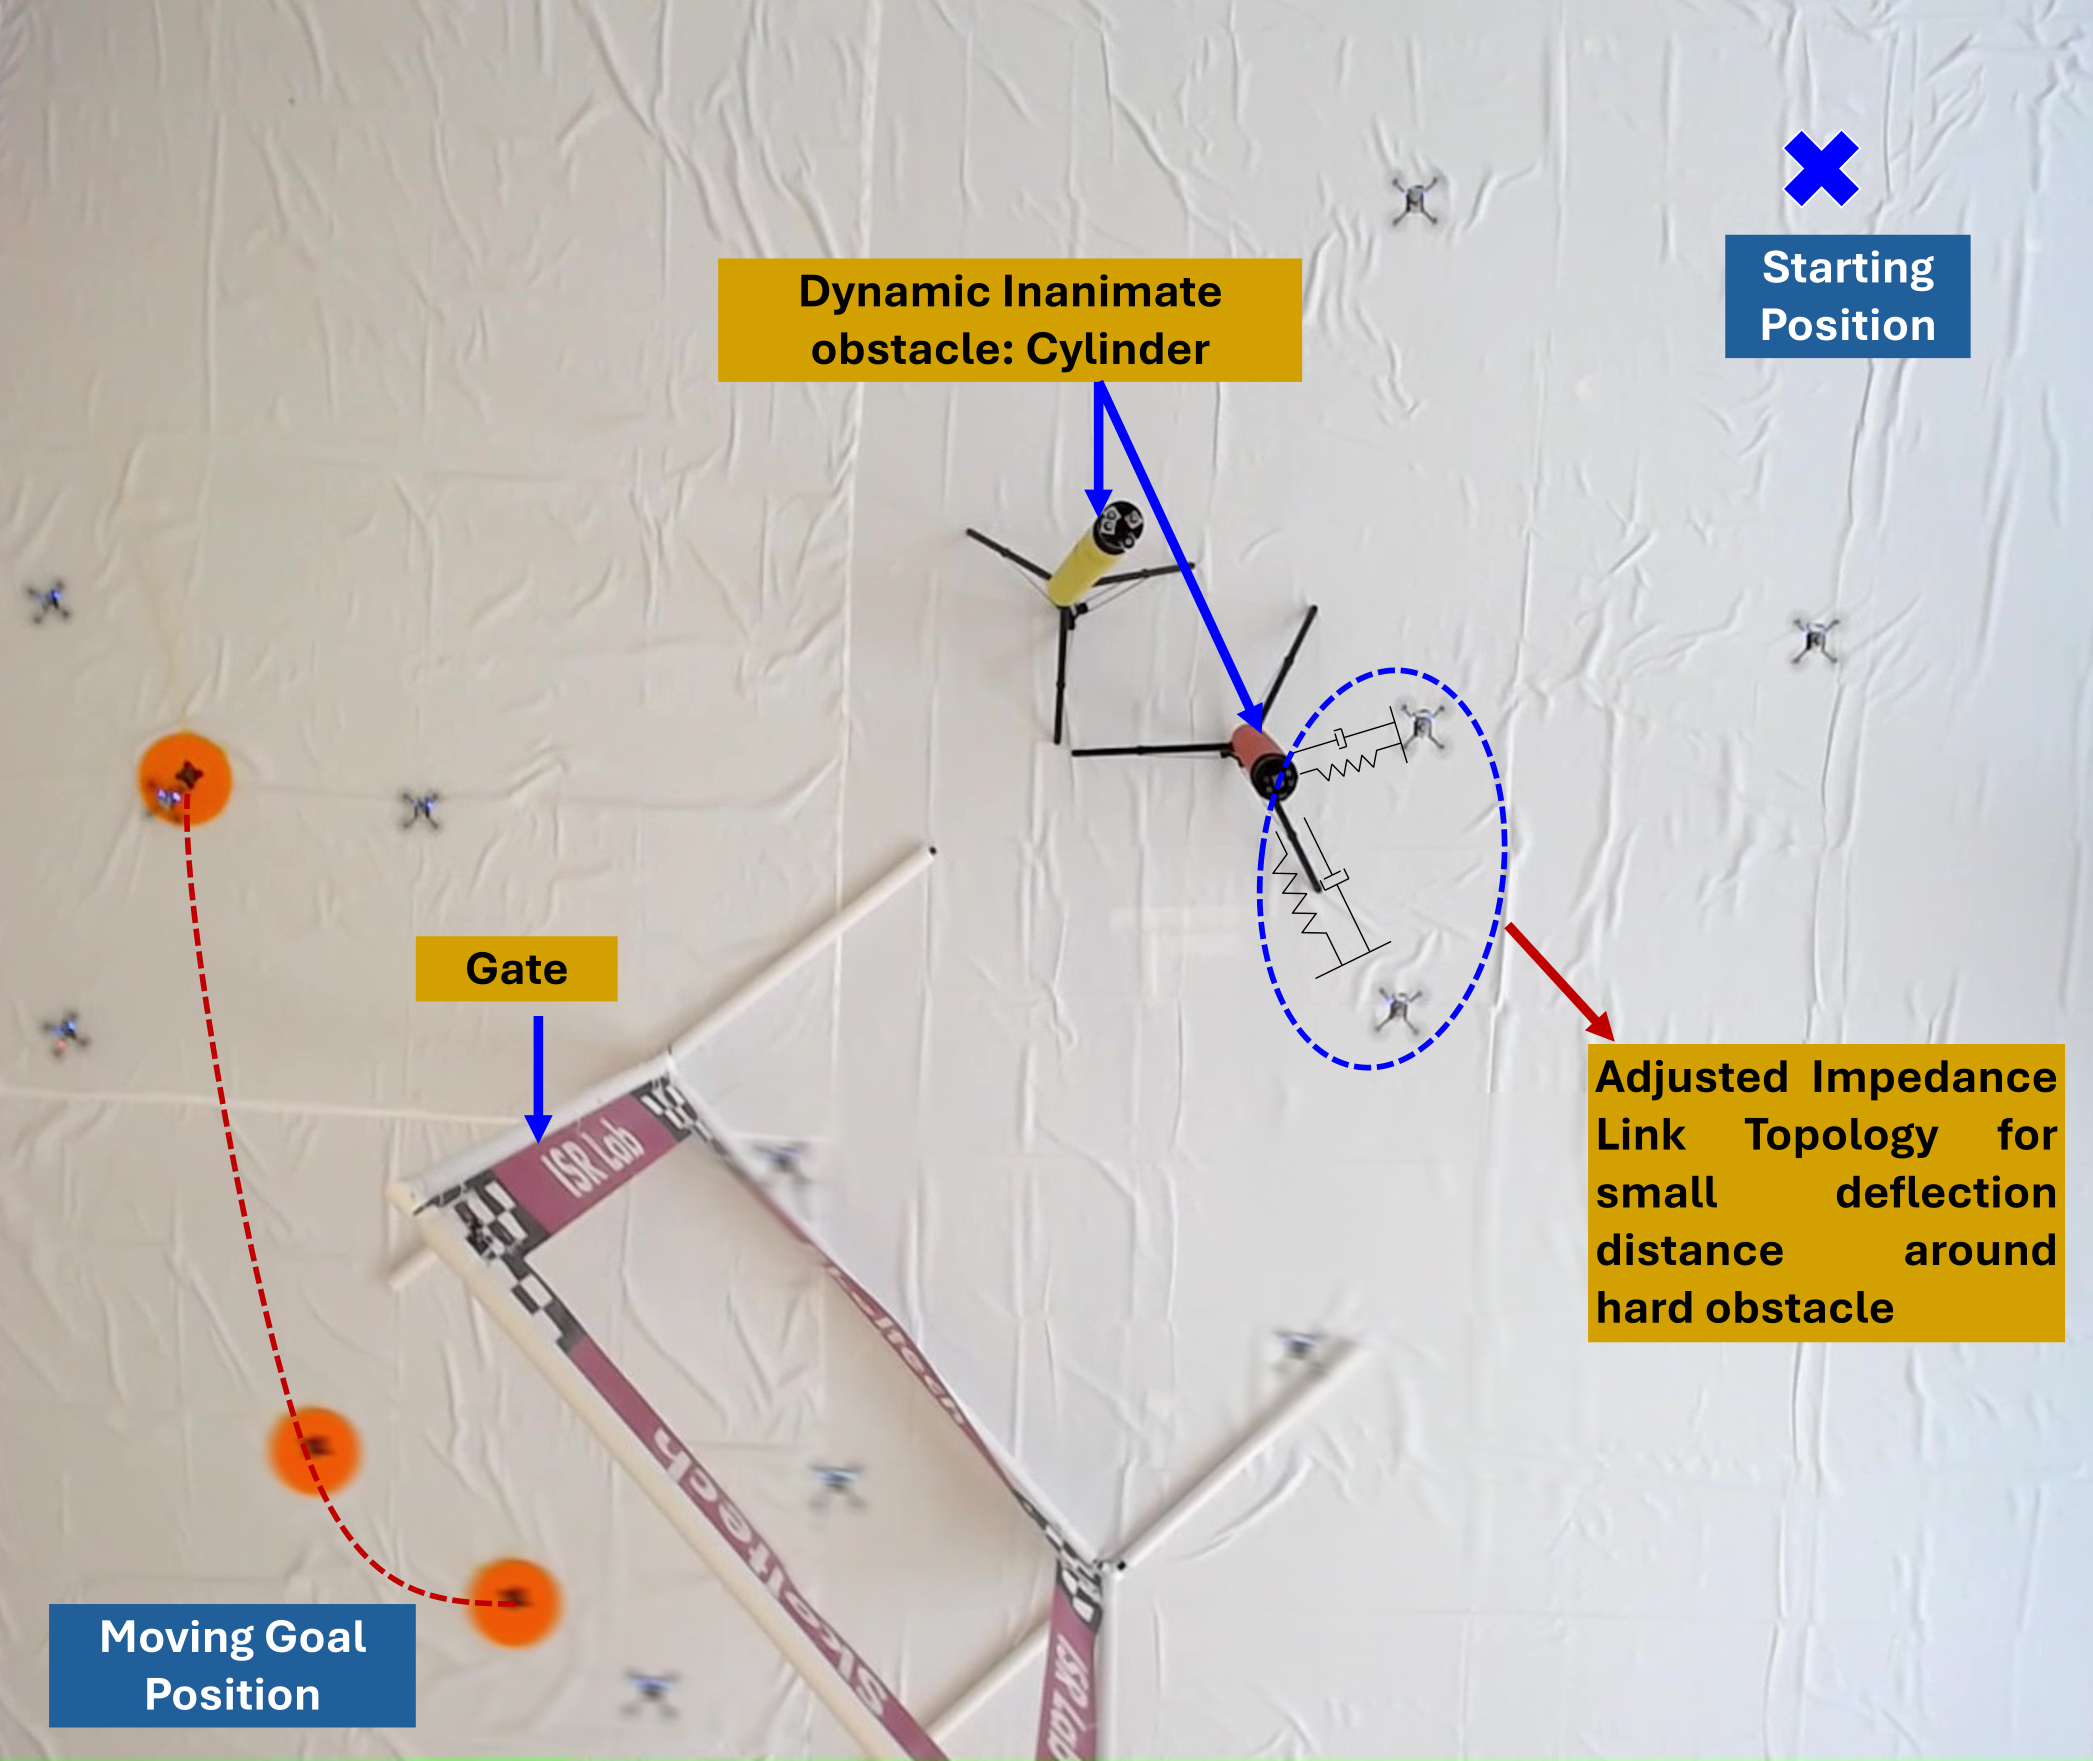 Starting
Position
Dynamic Inanimate
obstacle: Cylinder
Gate
Adjusted Impedance
Link Topology for
small deflection
distance around
hard obstacle
ISR Lab
Skoltech
ISR Lab
Moving Goal
Position